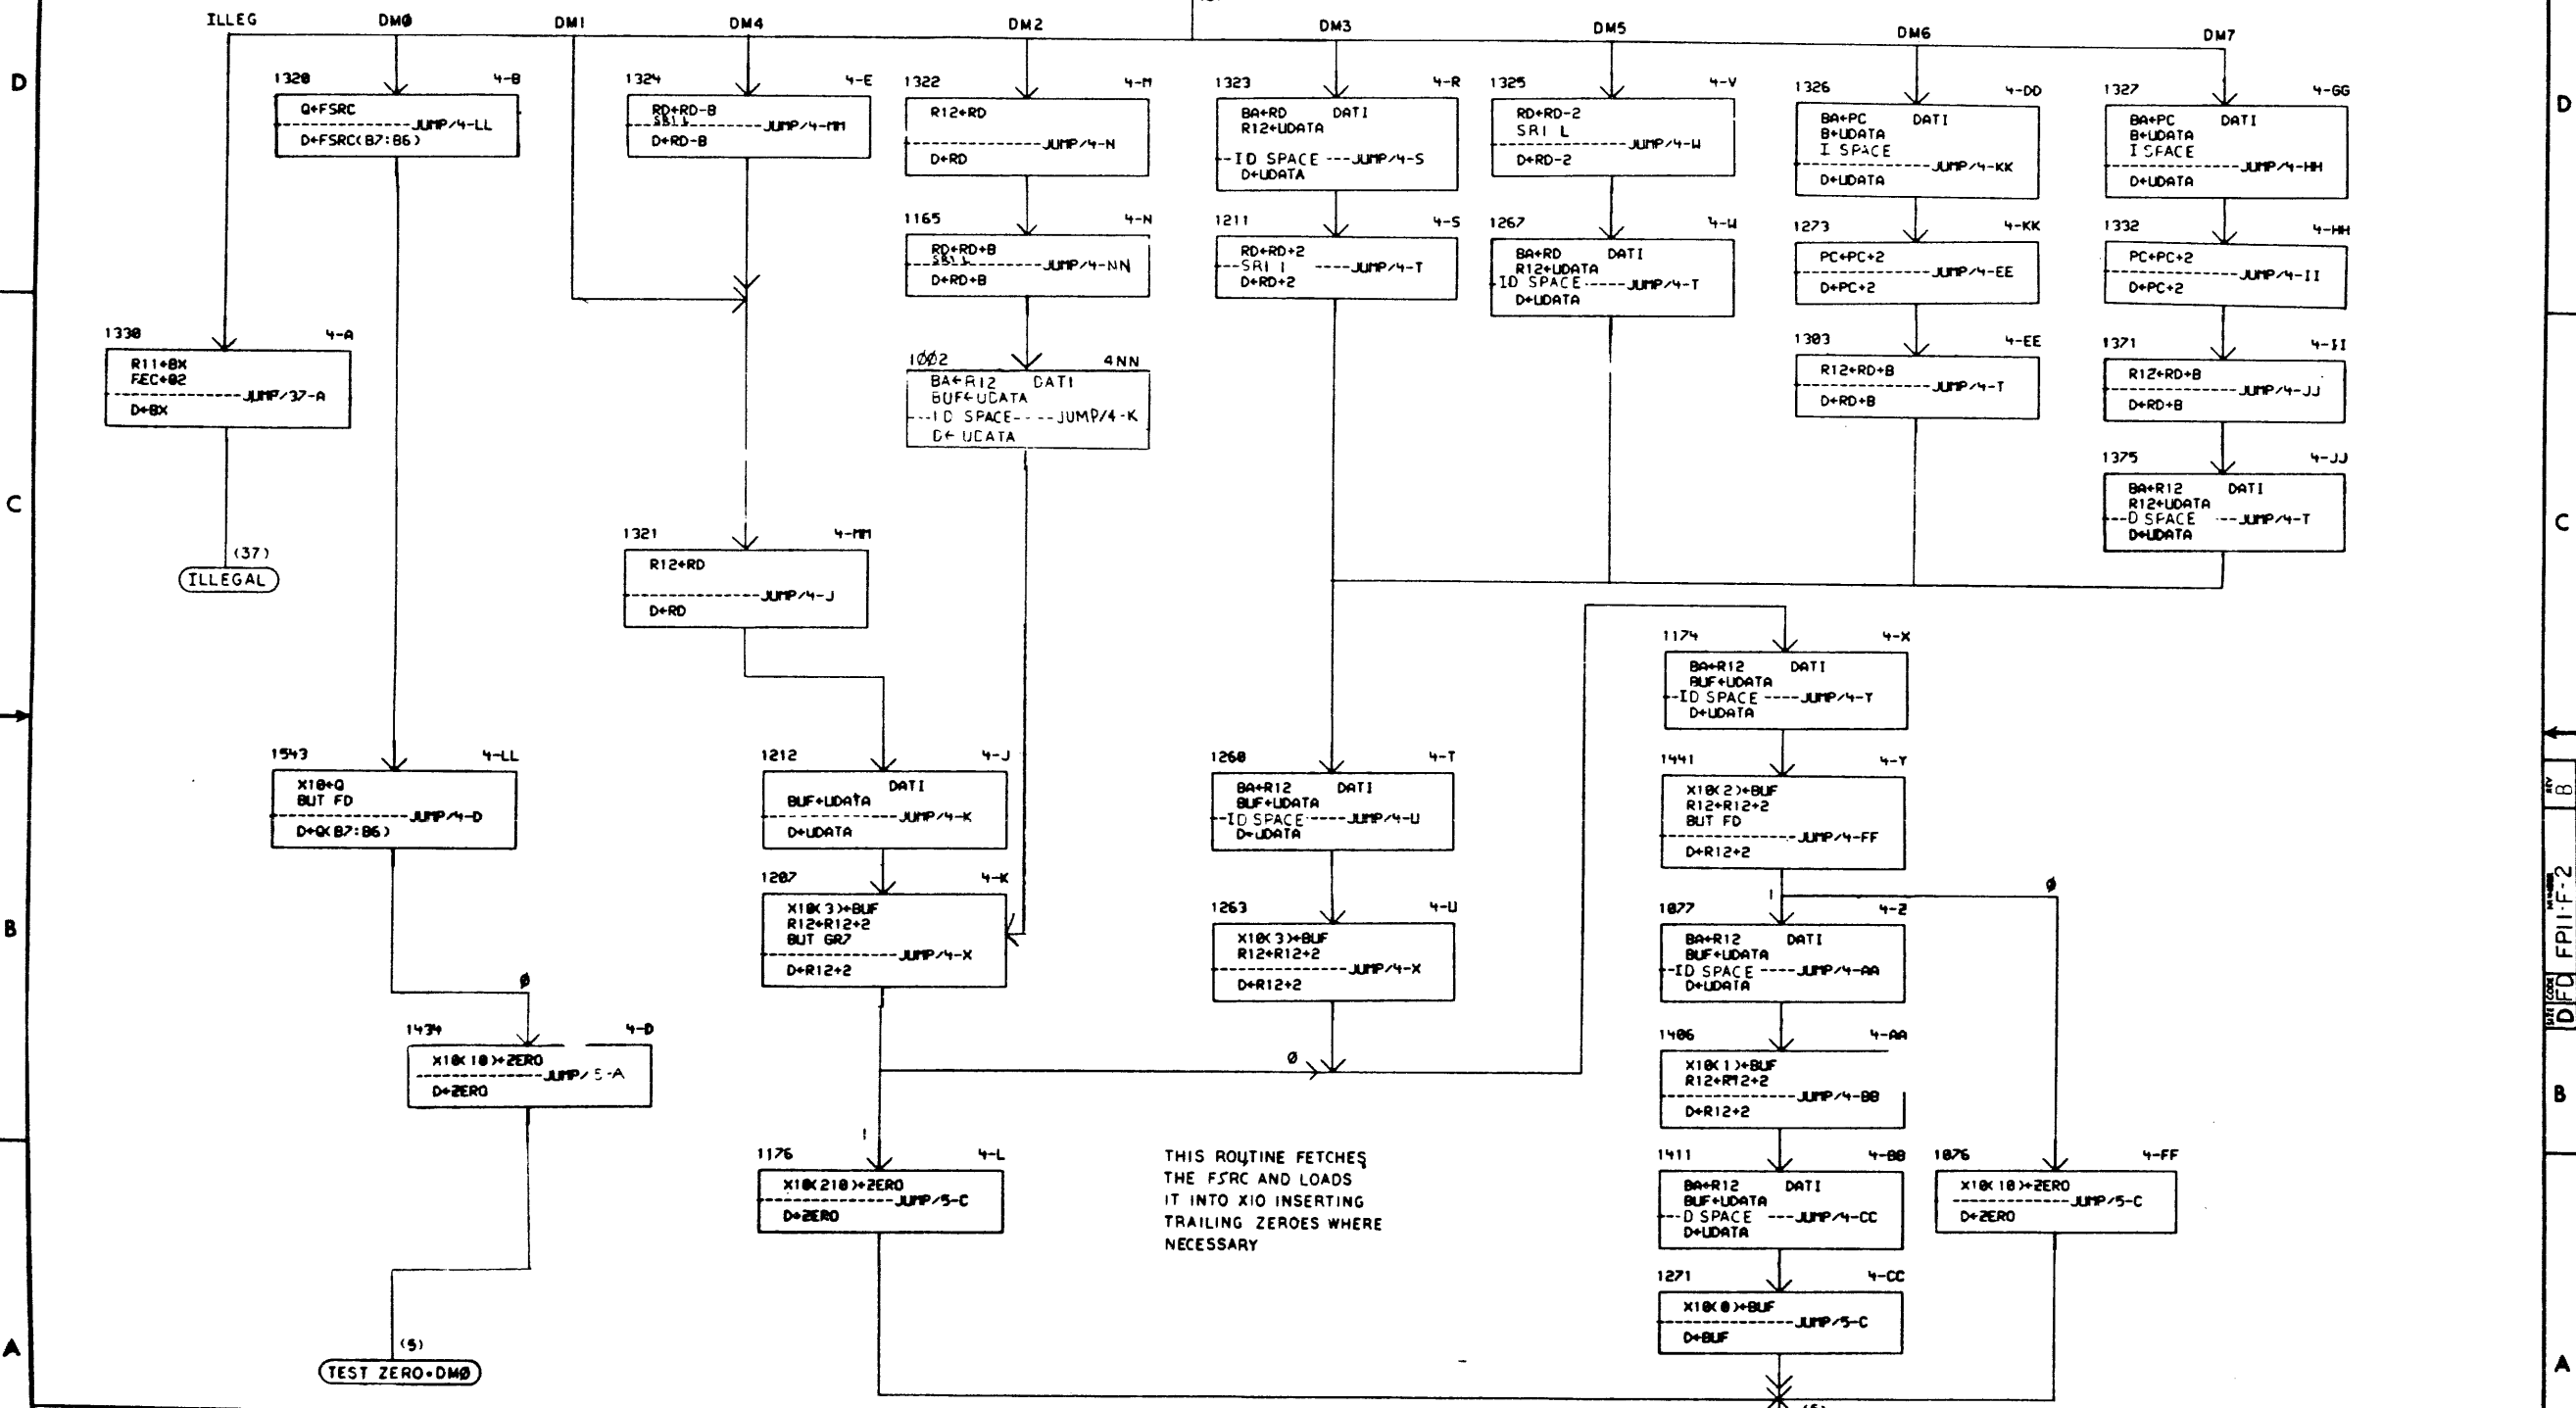 ILLEG DMØ DM1 DM4 DM2 DM3 DM5 DM6 DM7
D
D
1320 4-B
Q←FSRC
JUMP/4-LL
D←FSRC(B7:B6)
1324 4-E
RD←RD-B
SRI L
JUMP/4-MM
D←RD-B
1322 4-M
R12←RD
JUMP/4-N
D←RD
1323 4-R
BA←RD DATI
R12←UDATA
ID SPACE JUMP/4-S
D←UDATA
1325 4-V
RD←RD-2
SRI L
JUMP/4-W
D←RD-2
1326 4-DD
BA←PC DATI
B←UDATA
I SPACE
JUMP/4-KK
D←UDATA
1327 4-GG
BA←PC DATI
B←UDATA
I SPACE
JUMP/4-HH
D←UDATA
1165 4-N
RD←RD+B
SRI L
JUMP/4-NN
D←RD+B
1211 4-S
RD←RD+2
SRI JUMP/4-T
D←RD+2
1267 4-W
BA←RD DATI
R12←UDATA
ID SPACE JUMP/4-T
D←UDATA
1273 4-KK
PC←PC+2
JUMP/4-EE
D←PC+2
1332 4-HH
PC←PC+2
JUMP/4-II
D←PC+2
1330 4-A
R11←BX
FEC←02
JUMP/37-A
D←BX
1ØØ2 4NN
BA←R12 DATI
BUF←UDATA
ID SPACE JUMP/4-K
D←UDATA
1303 4-EE
R12←RD+B
JUMP/4-T
D←RD+B
1371 4-II
R12←RD+B
JUMP/4-JJ
D←RD+B
1375 4-JJ
BA←R12 DATI
R12←UDATA
D SPACE JUMP/4-T
D←UDATA
C
C
(37)
ILLEGAL
1321 4-MM
R12←RD
JUMP/4-J
D←RD
1174 4-X
BA←R12 DATI
BUF←UDATA
ID SPACE JUMP/4-Y
D←UDATA
1543 4-LL
X10←Q
BUT FD
JUMP/4-D
D←Q(B7:B6)
1212 4-J
DATI
BUF←UDATA
JUMP/4-K
D←UDATA
1260 4-T
BA←R12 DATI
BUF←UDATA
ID SPACE JUMP/4-U
D←UDATA
1441 4-Y
X10(2)←BUF
R12←R12+2
BUT FD
JUMP/4-FF
D←R12+2
1207 4-K
X10(3)←BUF
R12←R12+2
BUT GR7
JUMP/4-X
D←R12+2
1263 4-U
X10(3)←BUF
R12←R12+2
JUMP/4-X
D←R12+2
1 Ø
1077 4-Z
BA←R12 DATI
BUF←UDATA
ID SPACE JUMP/4-AA
D←UDATA
B
B
Ø
1434 4-D
X10(10)←ZERO
JUMP/5-A
D←ZERO
Ø
1406 4-AA
X10(1)←BUF
R12←R12+2
JUMP/4-BB
D←R12+2
1
1176 4-L
X10(210)←ZERO
JUMP/5-C
D←ZERO
THIS ROUTINE FETCHES
THE FSRC AND LOADS
IT INTO X10 INSERTING
TRAILING ZEROES WHERE
NECESSARY
1411 4-BB
BA←R12 DATI
BUF←UDATA
D SPACE JUMP/4-CC
D←UDATA
1076 4-FF
X10(10)←ZERO
JUMP/5-C
D←ZERO
1271 4-CC
X10(0)←BUF
JUMP/5-C
D←BUF
A
A
(5)
TEST ZERO•DMØ
REV B
NUMBER FP11-F-2
SIZE D CODE FD